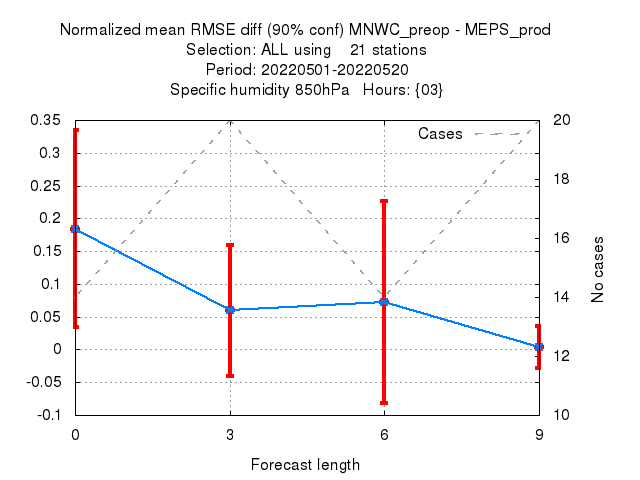 Normalized mean RMSE diff (90% conf) MNWC_preop - MEPS_prod
Selection: ALL using    21 stations
Period: 20220501-20220520
Specific humidity 850hPa   Hours: {03}
Cases
0.35
0.3
0.25
0.2
0.15
0.1
0.05
0
-0.05
-0.1
20
18
16
14
12
10
No cases
0 3 6 9
Forecast length